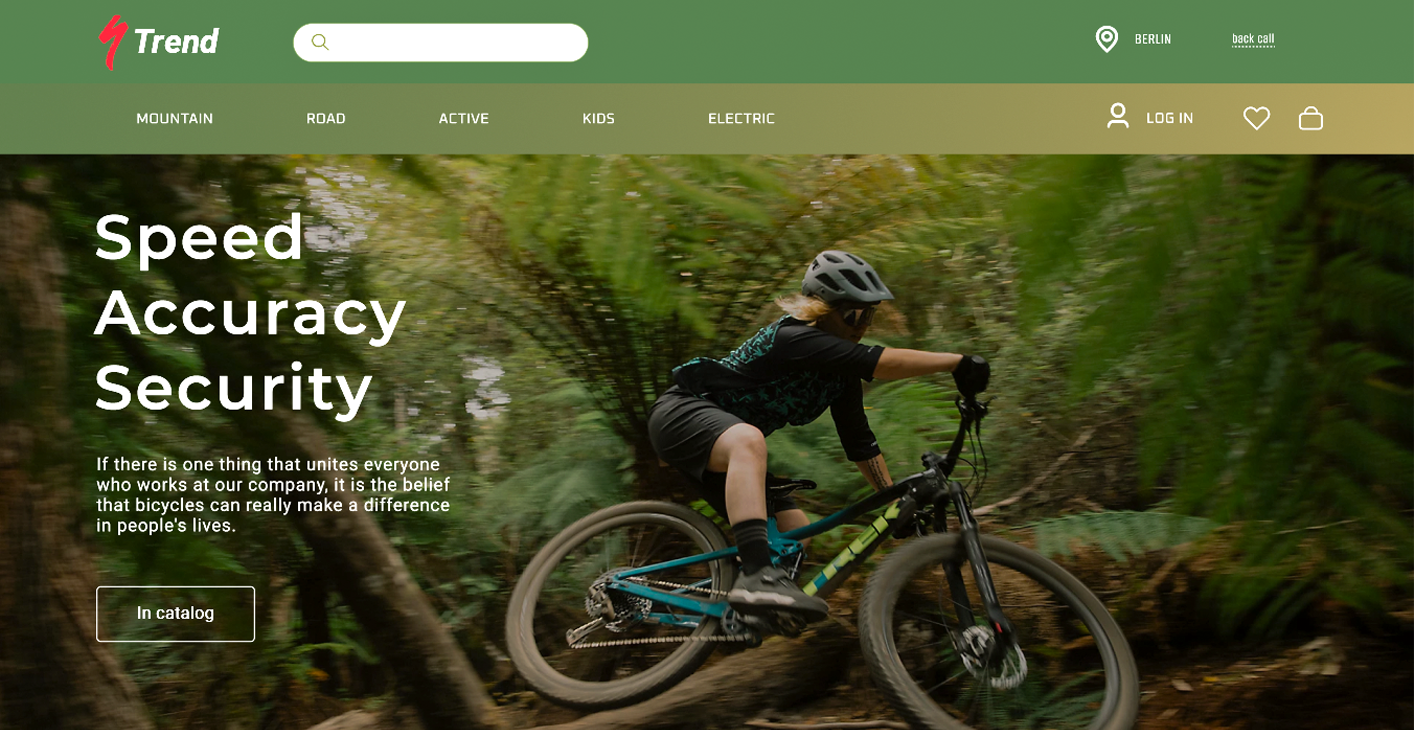 Trend
BERLIN
back call
MOUNTAIN
ROAD
ACTIVE
KIDS
ELECTRIC
LOG IN
Speed
Accuracy
Security
If there is one thing that unites everyone
who works at our company, it is the belief
that bicycles can really make a difference
in people's lives.
In catalog